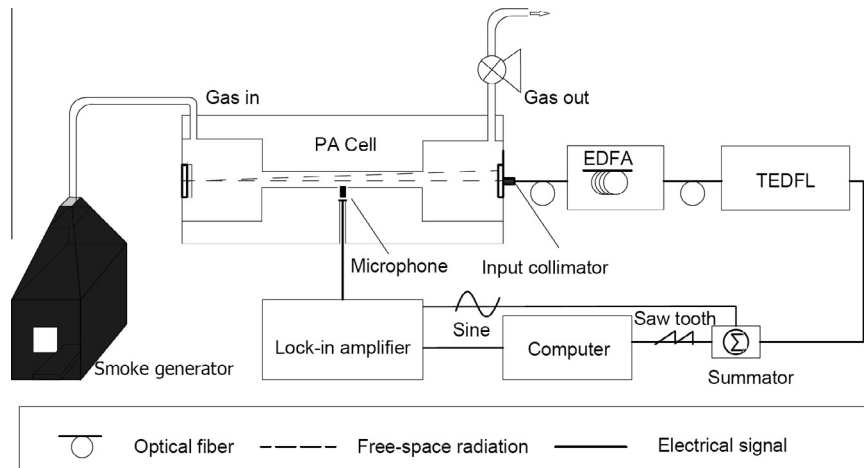 Gas in
Gas out
PA Cell
EDFA
TEDFL
Microphone
Input collimator
Sine
Saw tooth
Lock-in amplifier
Computer
Σ
Summator
Smoke generator
Optical fiber
Free-space radiation
Electrical signal